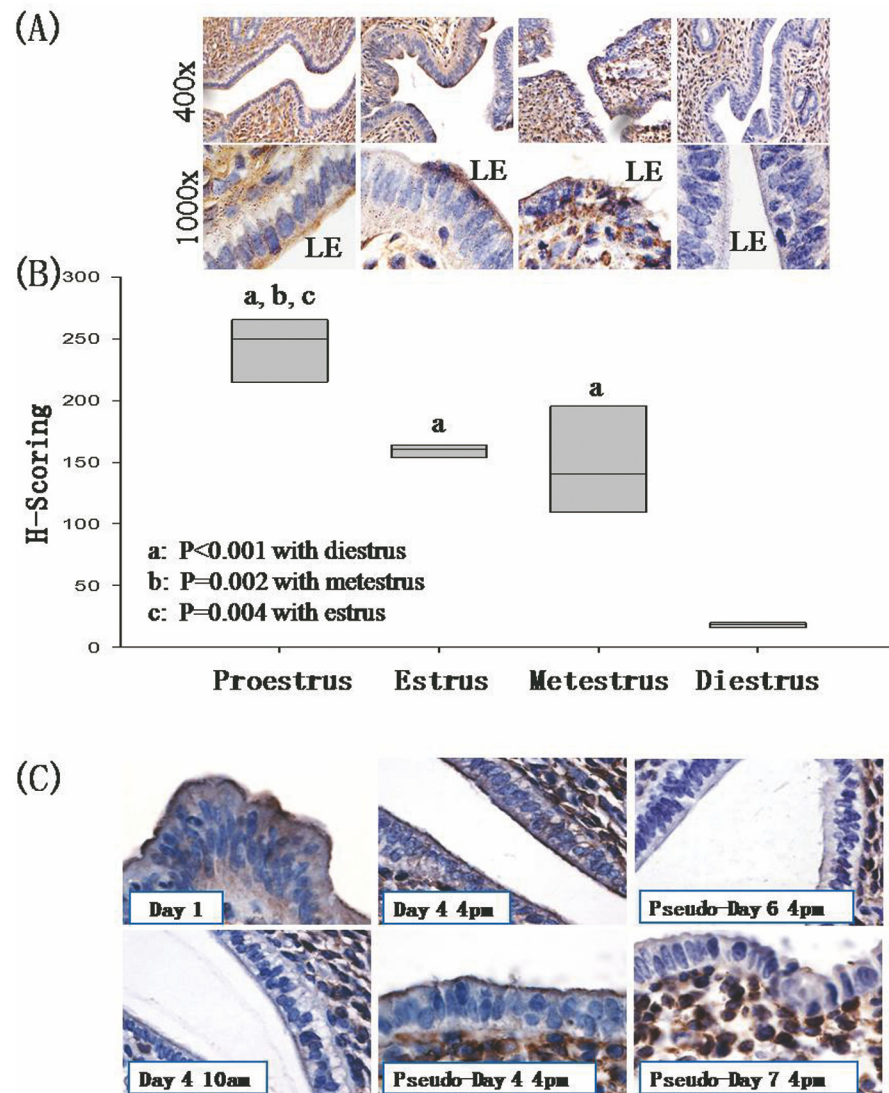 (A)
400x
1000x
LE
LE
LE
LE
(B)
300
250
200
150
100
50
0
H-Scoring
a, b, c
a
a
a: P<0.001 with diestrus
b: P=0.002 with metestrus
c: P=0.004 with estrus
Proestrus Estrus Metestrus Diestrus
(C)
Day 1
Day 4 4pm
Pseudo-Day 6 4pm
Day 4 10am
Pseudo-Day 4 4pm
Pseudo-Day 7 4pm